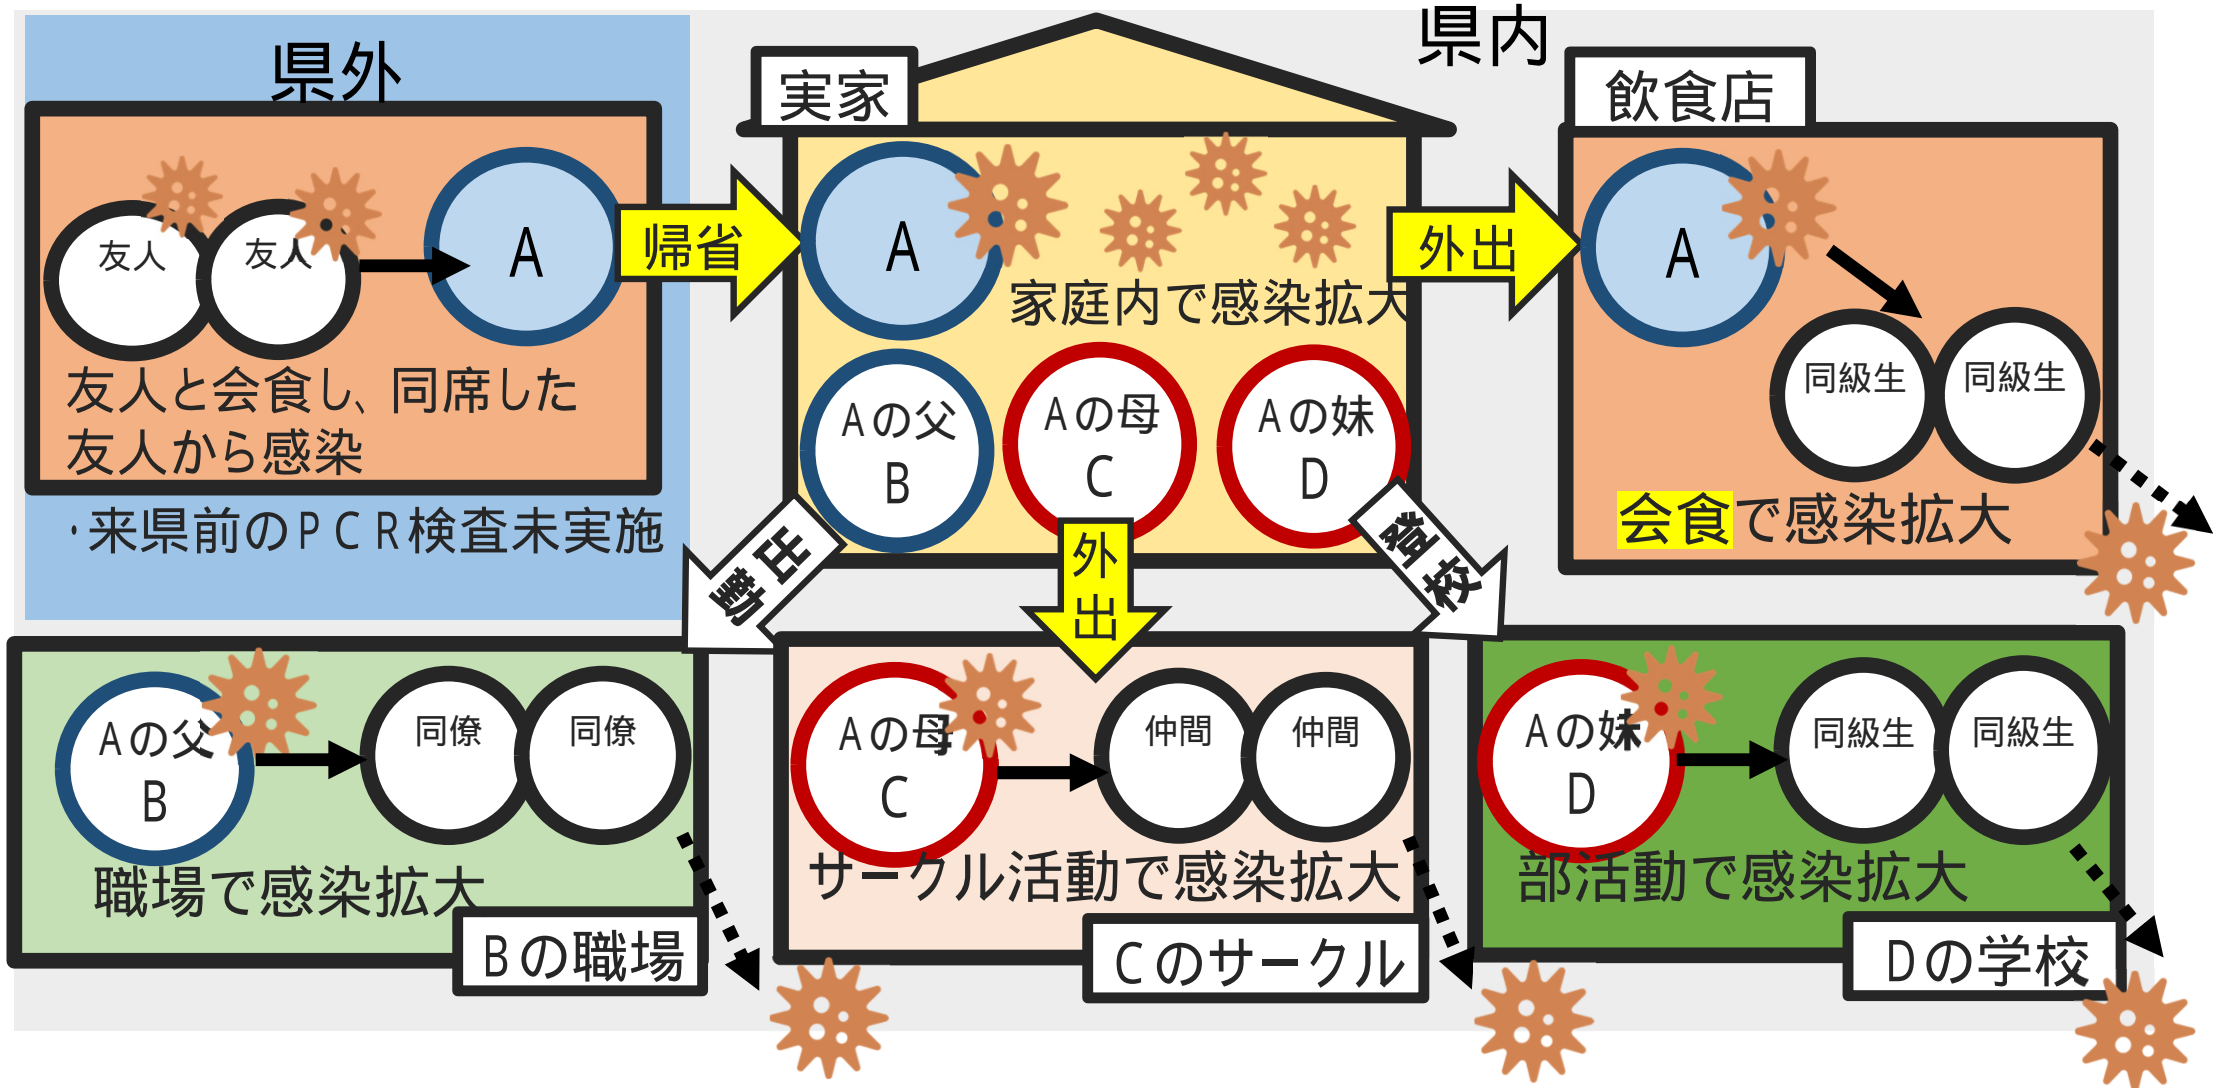 県外
友人
友人
A
友人と会食し、同席した
友人から感染
・来県前のPCR検査未実施
帰省
県内
実家
A
家庭内で感染拡大
Aの父
B
Aの母
C
Aの妹
D
外出
飲食店
A
同級生
同級生
会食で感染拡大
出勤
外出
登校
Aの父
B
同僚
同僚
職場で感染拡大
Bの職場
Aの母
C
仲間
仲間
サークル活動で感染拡大
Cのサークル
Aの妹
D
同級生
同級生
部活動で感染拡大
Dの学校